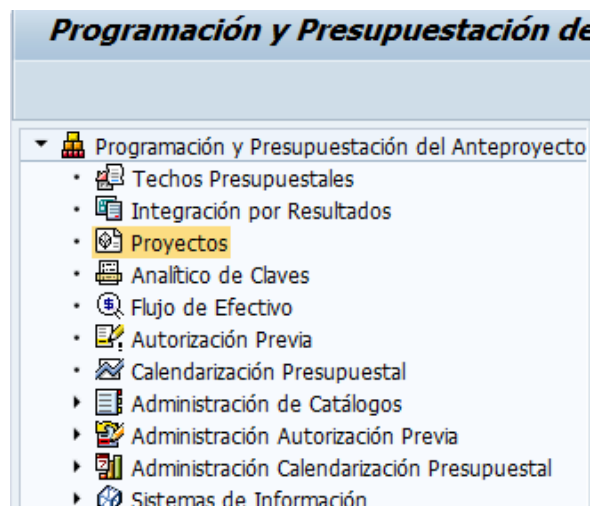 Programación y Presupuestación de
Programación y Presupuestación del Anteproyecto
Techos Presupuestales
Integración por Resultados
Proyectos
Analítico de Claves
Flujo de Efectivo
Autorización Previa
Calendarización Presupuestal
Administración de Catálogos
Administración Autorización Previa
Administración Calendarización Presupuestal
Sistemas de Información